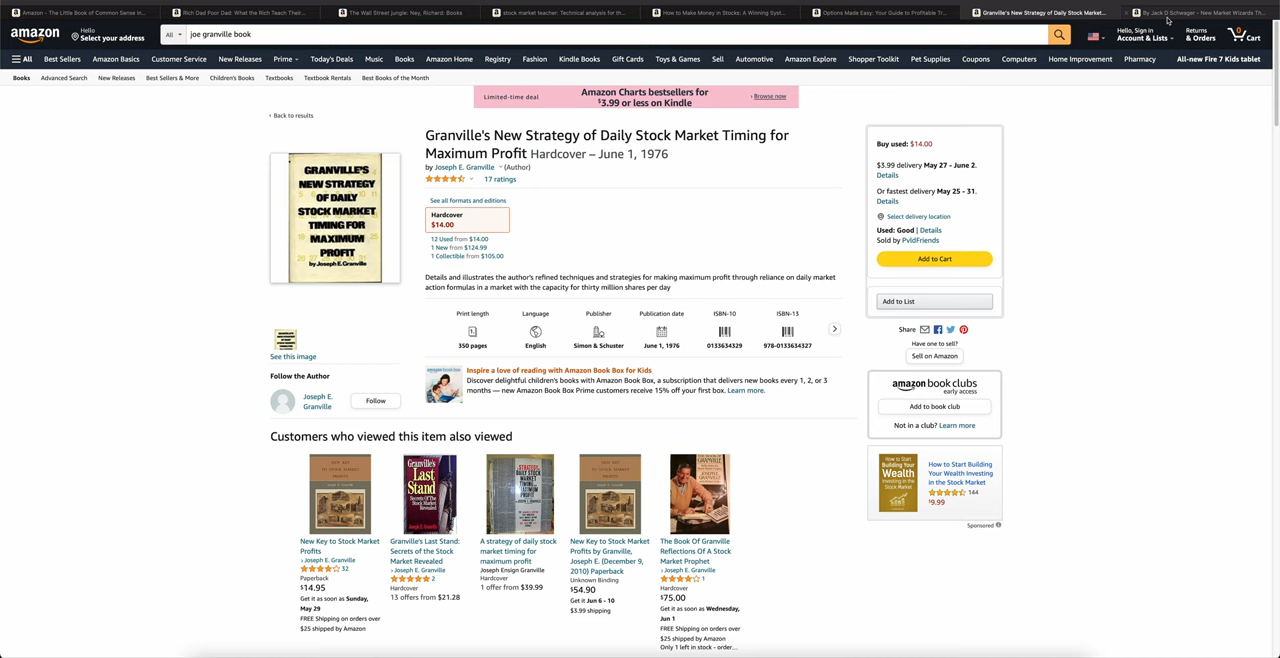 Amazon - The Little Book of Common Sense In...
Rich Dad Poor Dad: What the Rich Teach Their...
The Wall Street Jungle: Ney, Richard: Books
stock market teacher: Technical analysis for th...
How to Make Money in Stocks: A Winning Syst...
Options Made Easy: Your Guide to Profitable Tr...
Granville's New Strategy of Daily Stock Market...
By Jack D Schwager - New Market Wizards Th...
amazon
Hello
Select your address
All
joe granville book
Hello, Sign in
Account & Lists
Returns
& Orders
0
Cart
All
Best Sellers
Amazon Basics
Customer Service
New Releases
Prime
Today's Deals
Music
Books
Amazon Home
Registry
Fashion
Kindle Books
Gift Cards
Toys & Games
Sell
Automotive
Amazon Explore
Shopper Toolkit
Pet Supplies
Coupons
Computers
Home Improvement
Pharmacy
All-new Fire 7 Kids tablet
Books
Advanced Search
New Releases
Best Sellers & More
Children's Books
Textbooks
Textbook Rentals
Best Books of the Month
Limited-time deal
Amazon Charts bestsellers for
$3.99 or less on Kindle
› Browse now
‹ Back to results
GRANVILLE'S
NEW STRATEGY
OF DAILY
STOCK MARKET
TIMING FOR
MAXIMUM
PROFIT
by Joseph E. Granville
See this image
Follow the Author
Joseph E.
Granville
Follow
Granville's New Strategy of Daily Stock Market Timing for
Maximum Profit Hardcover – June 1, 1976
by Joseph E. Granville (Author)
17 ratings
See all formats and editions
Hardcover
$14.00
12 Used from $14.00
1 New from $124.99
1 Collectible from $105.00
Details and illustrates the author's refined techniques and strategies for making maximum profit through reliance on daily market
action formulas in a market with the capacity for thirty million shares per day
Print length
350 pages
Language
English
Publisher
Simon & Schuster
Publication date
June 1, 1976
ISBN-10
0133634329
ISBN-13
978-0133634327
Inspire a love of reading with Amazon Book Box for Kids
Discover delightful children's books with Amazon Book Box, a subscription that delivers new books every 1, 2, or 3
months — new Amazon Book Box Prime customers receive 15% off your first box. Learn more.
Buy used: $14.00
$3.99 delivery May 27 - June 2.
Details
Or fastest delivery May 25 - 31.
Details
Select delivery location
Used: Good | Details
Sold by PvldFriends
Add to Cart
Add to List
Share
Have one to sell?
Sell on Amazon
amazon book clubs
early access
Add to book club
Not in a club? Learn more
How to Start Building
Your Wealth Investing
in the Stock Market
144
$9.99
Sponsored
Customers who viewed this item also viewed
New Key to Stock Market
Profits
› Joseph E. Granville
32
Paperback
$14.95
Get it as soon as Sunday,
May 29
FREE Shipping on orders over
$25 shipped by Amazon
Granville's Last Stand:
Secrets of the Stock
Market Revealed
› Joseph E. Granville
2
Hardcover
13 offers from $21.28
A strategy of daily stock
market timing for
maximum profit
Joseph Ensign Granville
Hardcover
1 offer from $39.99
New Key to Stock Market
Profits by Granville,
Joseph E. (December 9,
2010) Paperback
Unknown Binding
$54.90
Get it Jun 6 - 10
$3.99 shipping
The Book Of Granville
Reflections Of A Stock
Market Prophet
› Joseph E. Granville
1
Hardcover
$75.00
Get it as soon as Wednesday,
Jun 1
FREE Shipping on orders over
$25 shipped by Amazon
Only 1 left in stock - order...